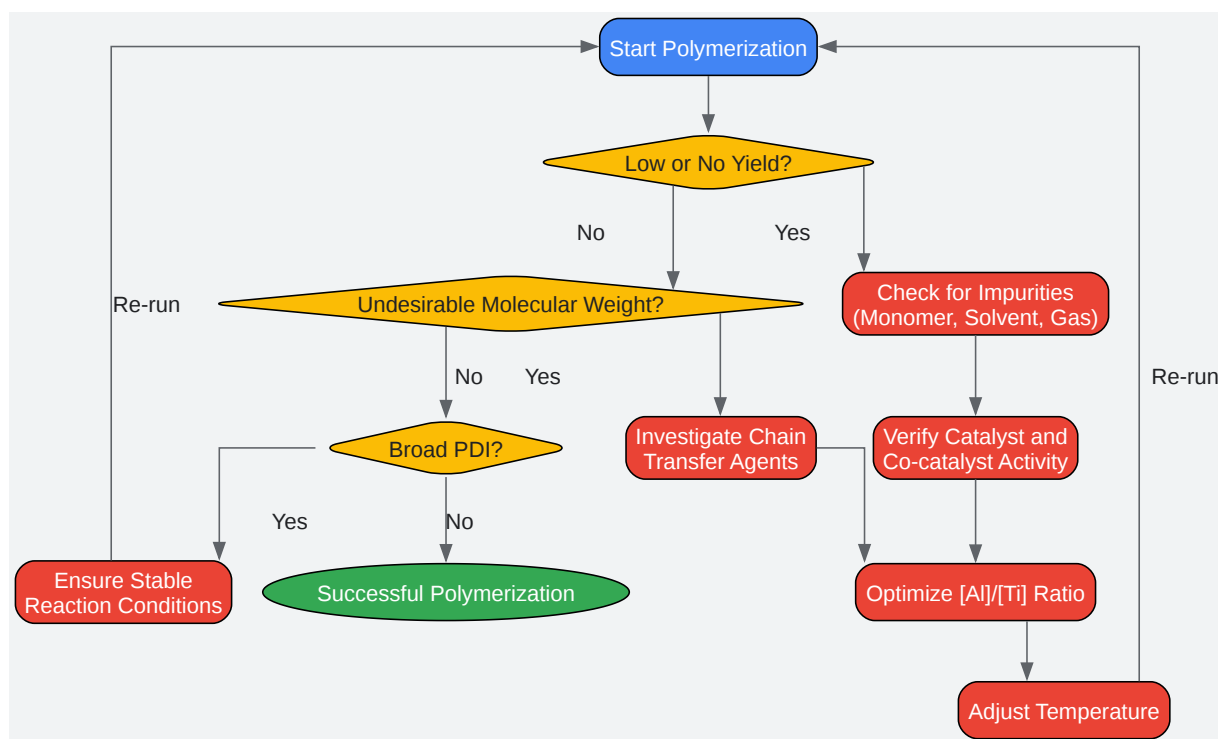 Start Polymerization
Low or No Yield?
No
Yes
Check for Impurities
(Monomer, Solvent, Gas)
Undesirable Molecular Weight?
Re-run
No
Yes
Re-run
Broad PDI?
Investigate Chain
Transfer Agents
Verify Catalyst and
Co-catalyst Activity
Yes
No
Ensure Stable
Reaction Conditions
Successful Polymerization
Optimize [Al]/[Ti] Ratio
Adjust Temperature